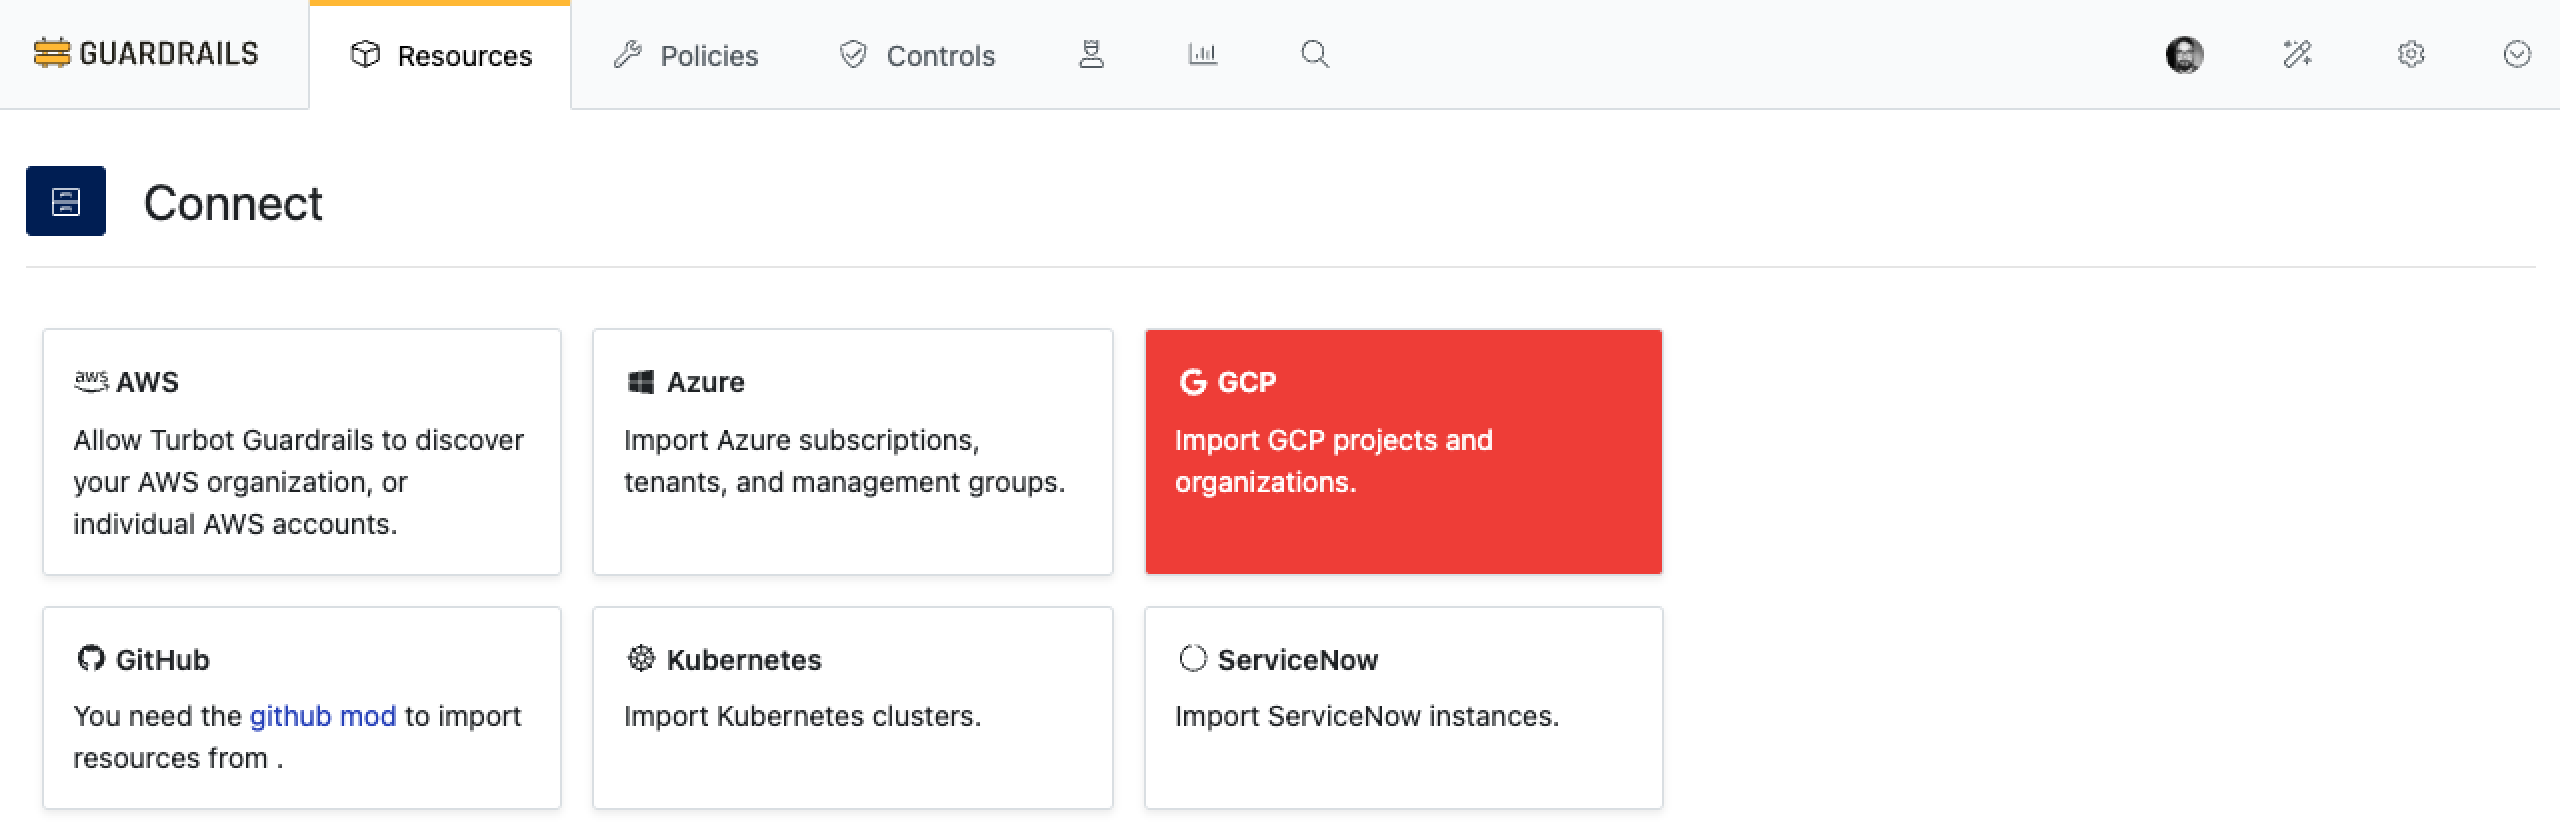 GUARDRAILS
Resources
Policies
Controls
Connect
aws AWS
Allow Turbot Guardrails to discover
your AWS organization, or
individual AWS accounts.
Azure
Import Azure subscriptions,
tenants, and management groups.
GCP
Import GCP projects and
organizations.
GitHub
You need the github mod to import
resources from .
Kubernetes
Import Kubernetes clusters.
ServiceNow
Import ServiceNow instances.